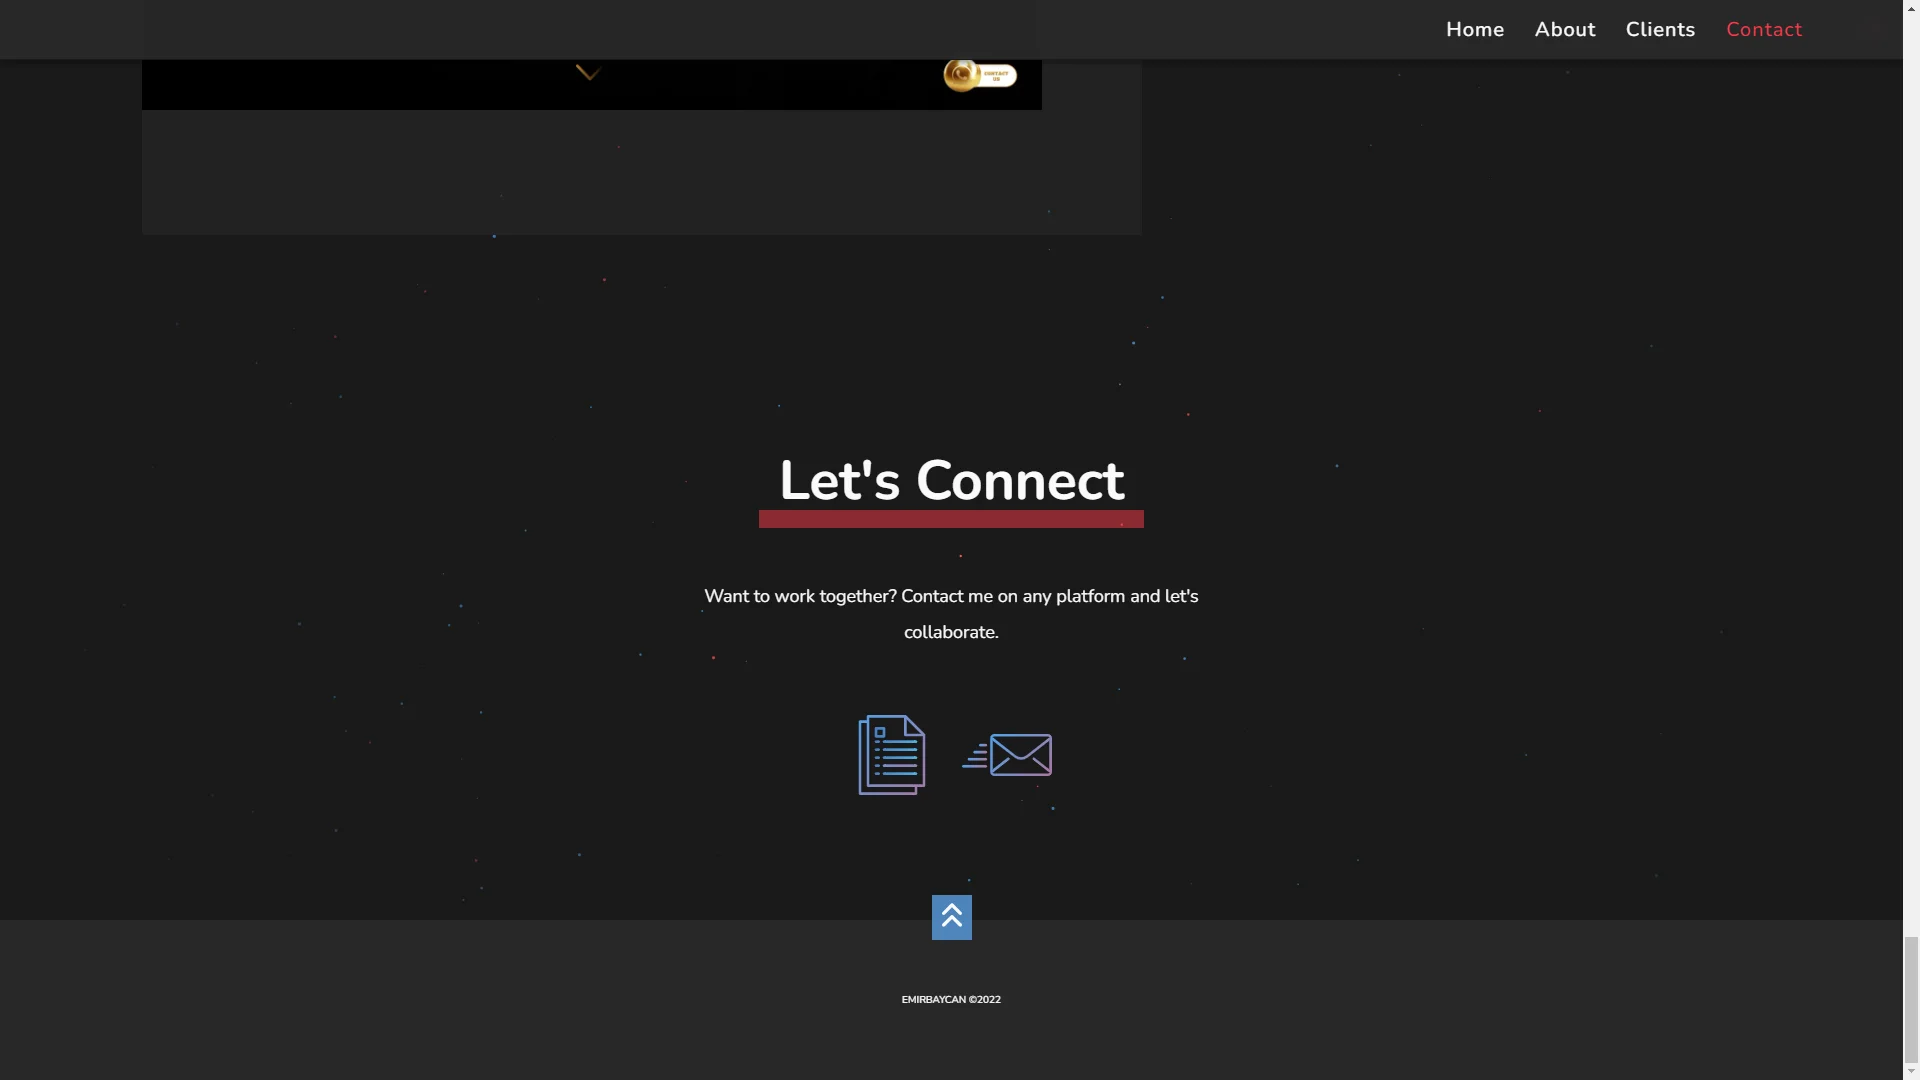 Home About Clients Contact
CONTACT
US
Let's Connect
Want to work together? Contact me on any platform and let's
collaborate.
EMIRBAYCAN ©2022